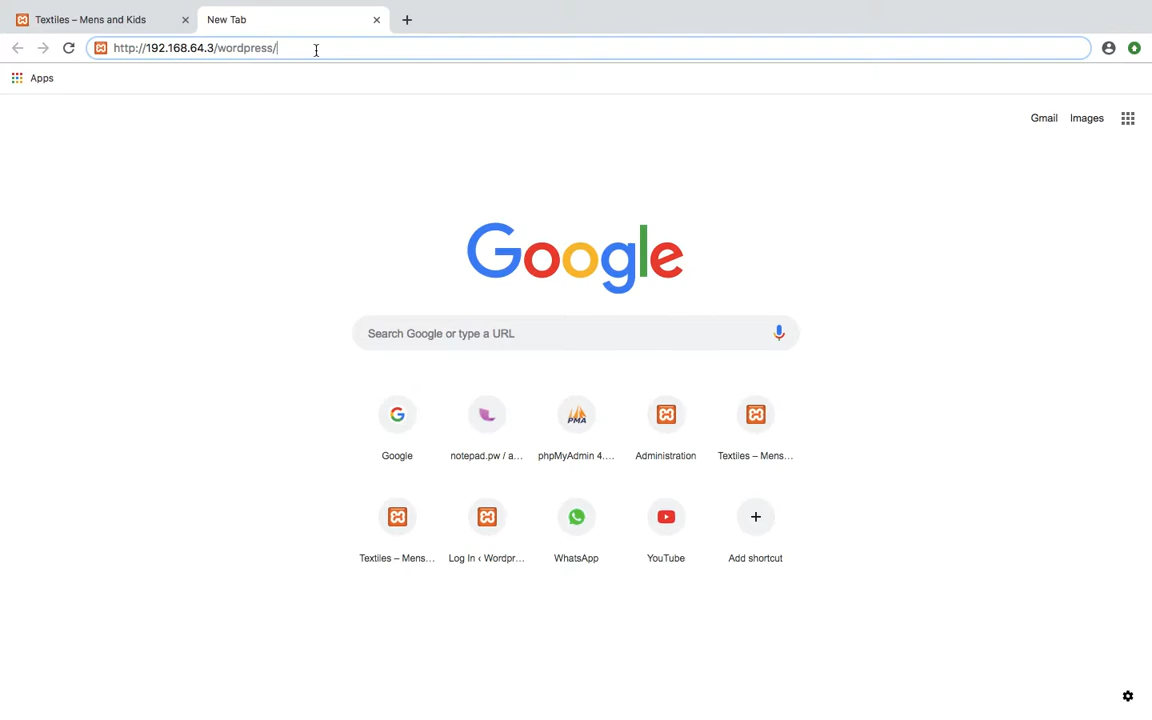 Textiles – Mens and Kids
New Tab
http://192.168.64.3/wordpress/
Apps
Gmail
Images
Google
Search Google or type a URL
Google
notepad.pw / a...
PMA
phpMyAdmin 4....
Administration
Textiles – Mens...
Textiles – Mens...
Log In ‹ Wordpr...
WhatsApp
YouTube
Add shortcut